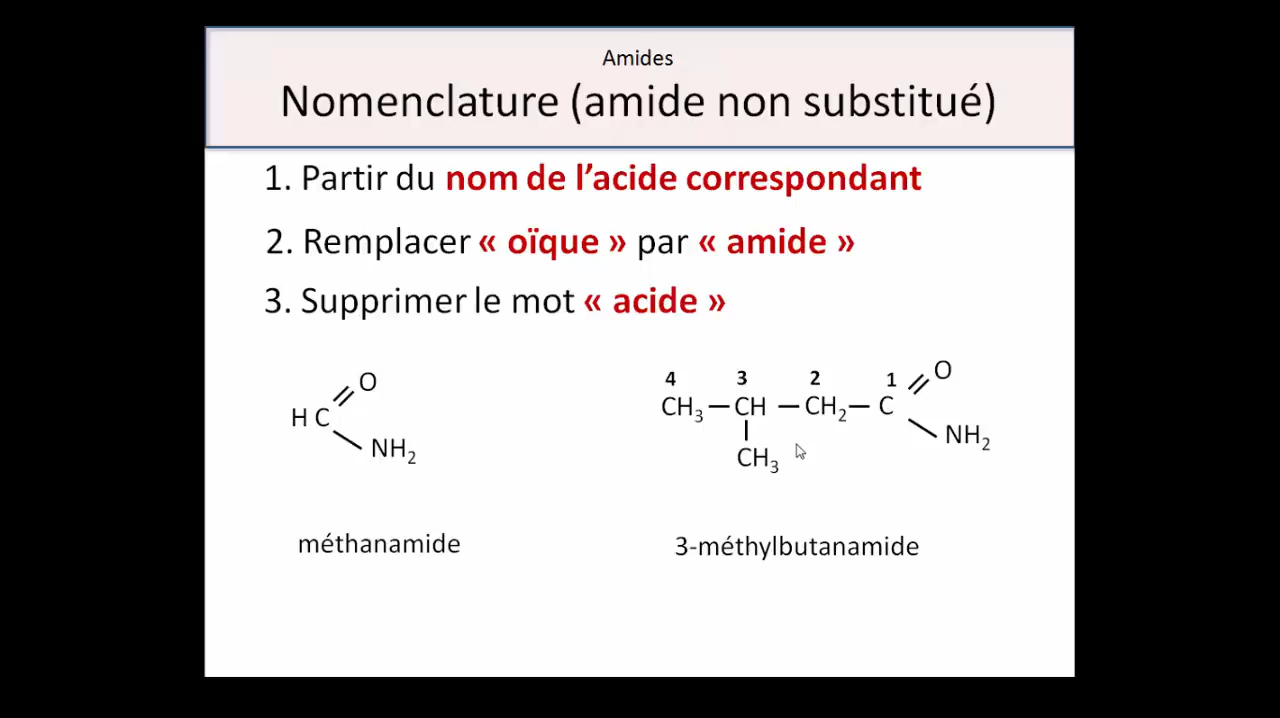 Amides
Nomenclature (amide non substitué)
1. Partir du nom de l’acide correspondant
2. Remplacer « oïque » par « amide »
3. Supprimer le mot « acide »
O
H C
NH₂
méthanamide
4 3 2 1 O
CH₃ — CH — CH₂ — C
NH₂
CH₃
3-méthylbutanamide